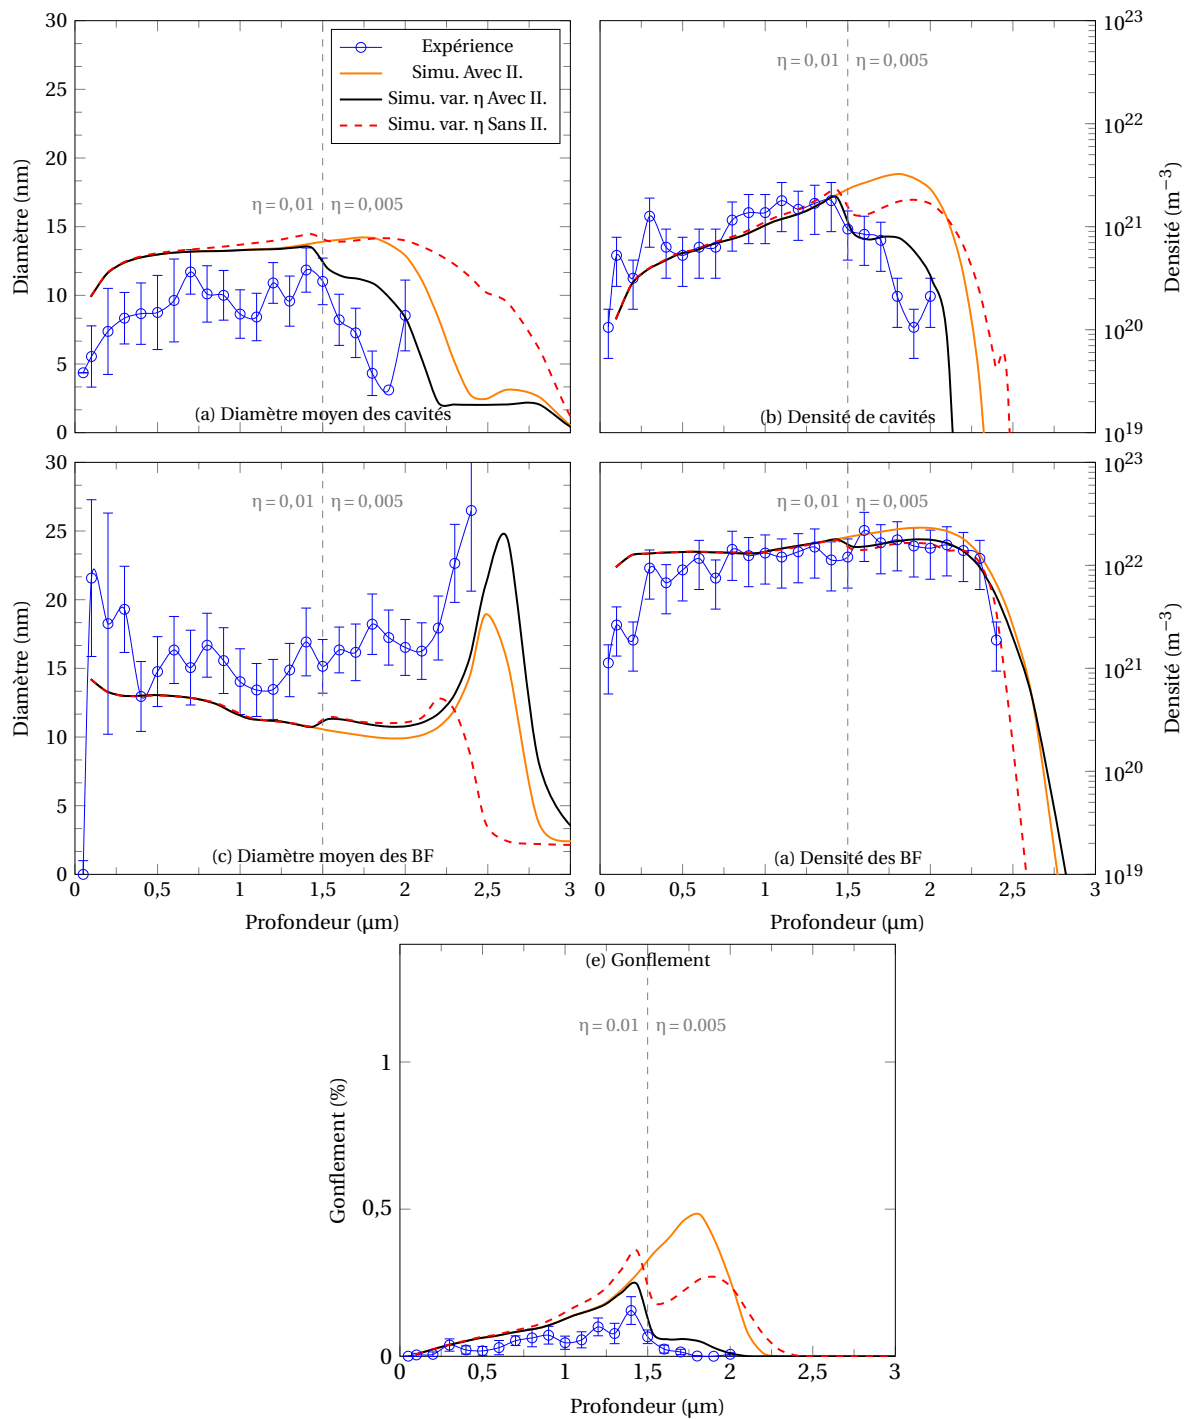 30
25
20
15
10
5
0
Diamètre (nm)
Expérience
Simu. Avec II.
Simu. var. η Avec II.
Simu. var. η Sans II.
η = 0,01 η = 0,005
(a) Diamètre moyen des cavités
η = 0,01 η = 0,005
(b) Densité de cavités
10^23
10^22
10^21
10^20
10^19
Densité (m^−3)
30
25
20
15
10
5
0
Diamètre (nm)
η = 0,01 η = 0,005
(c) Diamètre moyen des BF
0 0,5 1 1,5 2 2,5 3
Profondeur (μm)
η = 0,01 η = 0,005
(a) Densité des BF
0 0,5 1 1,5 2 2,5 3
Profondeur (μm)
10^23
10^22
10^21
10^20
10^19
Densité (m^−3)
(e) Gonflement
η = 0.01 η = 0.005
1
0,5
0
Gonflement (%)
0 0,5 1 1,5 2 2,5 3
Profondeur (μm)